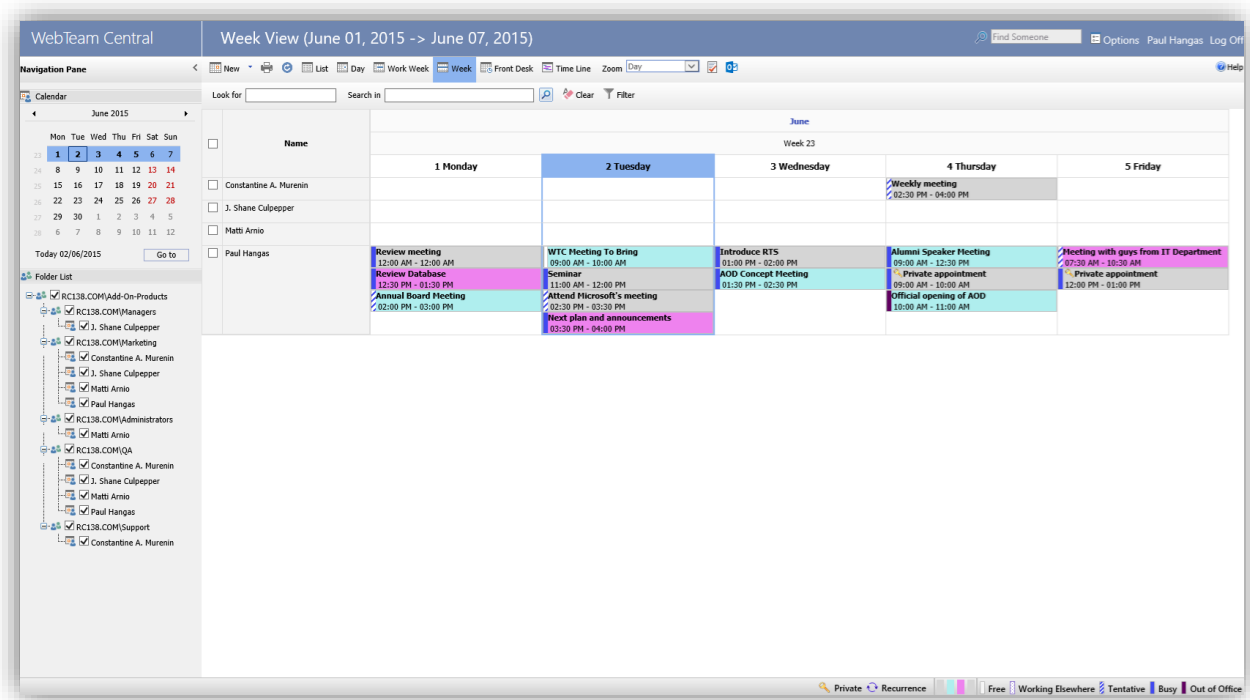 WebTeam Central
Week View (June 01, 2015 -> June 07, 2015)
Find Someone
Options Paul Hangas Log Off
Navigation Pane
New List Day Work Week Week Front Desk Time Line Zoom Day
Help
Calendar
Look for Search in Clear Filter
June 2015
Mon Tue Wed Thu Fri Sat Sun
23 1 2 3 4 5 6 7
24 8 9 10 11 12 13 14
25 15 16 17 18 19 20 21
26 22 23 24 25 26 27 28
27 29 30 1 2 3 4 5
28 6 7 8 9 10 11 12
Today 02/06/2015 Go to
Folder List
RC138.COM\Add-On-Products
RC138.COM\Managers
J. Shane Culpepper
RC138.COM\Marketing
Constantine A. Murenin
J. Shane Culpepper
Matti Arnio
Paul Hangas
RC138.COM\Administrators
Matti Arnio
RC138.COM\QA
Constantine A. Murenin
J. Shane Culpepper
Matti Arnio
Paul Hangas
RC138.COM\Support
Constantine A. Murenin
Name
June
Week 23
1 Monday 2 Tuesday 3 Wednesday 4 Thursday 5 Friday
Constantine A. Murenin
Weekly meeting
02:30 PM - 04:00 PM
J. Shane Culpepper
Matti Arnio
Paul Hangas
Review meeting
12:00 AM - 12:00 AM
Review Database
12:30 PM - 01:30 PM
Annual Board Meeting
02:00 PM - 03:00 PM
WTC Meeting To Bring
09:00 AM - 10:00 AM
Seminar
11:00 AM - 12:00 PM
Attend Microsoft's meeting
02:30 PM - 03:30 PM
Next plan and announcements
03:30 PM - 04:00 PM
Introduce RTS
01:00 PM - 02:00 PM
AOD Concept Meeting
01:30 PM - 02:30 PM
Alumni Speaker Meeting
09:00 AM - 12:30 PM
Private appointment
09:00 AM - 10:00 AM
Official opening of AOD
10:00 AM - 11:00 AM
Meeting with guys from IT Department
07:30 AM - 10:30 AM
Private appointment
12:00 PM - 01:00 PM
Private Recurrence Free Working Elsewhere Tentative Busy Out of Office